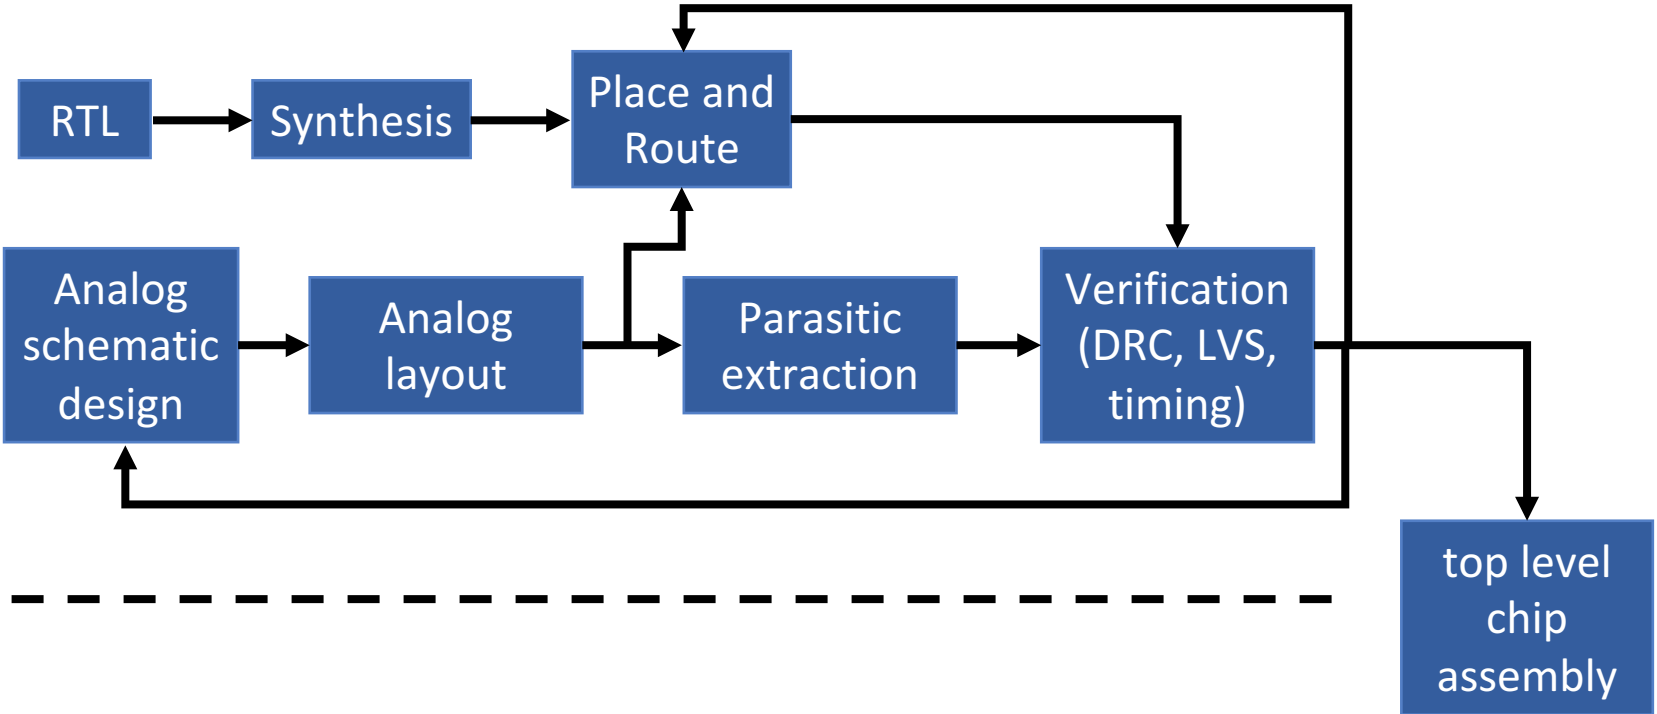 RTL
Synthesis
Place and
Route
Analog
schematic
design
Analog
layout
Parasitic
extraction
Verification
(DRC, LVS,
timing)
top level
chip
assembly